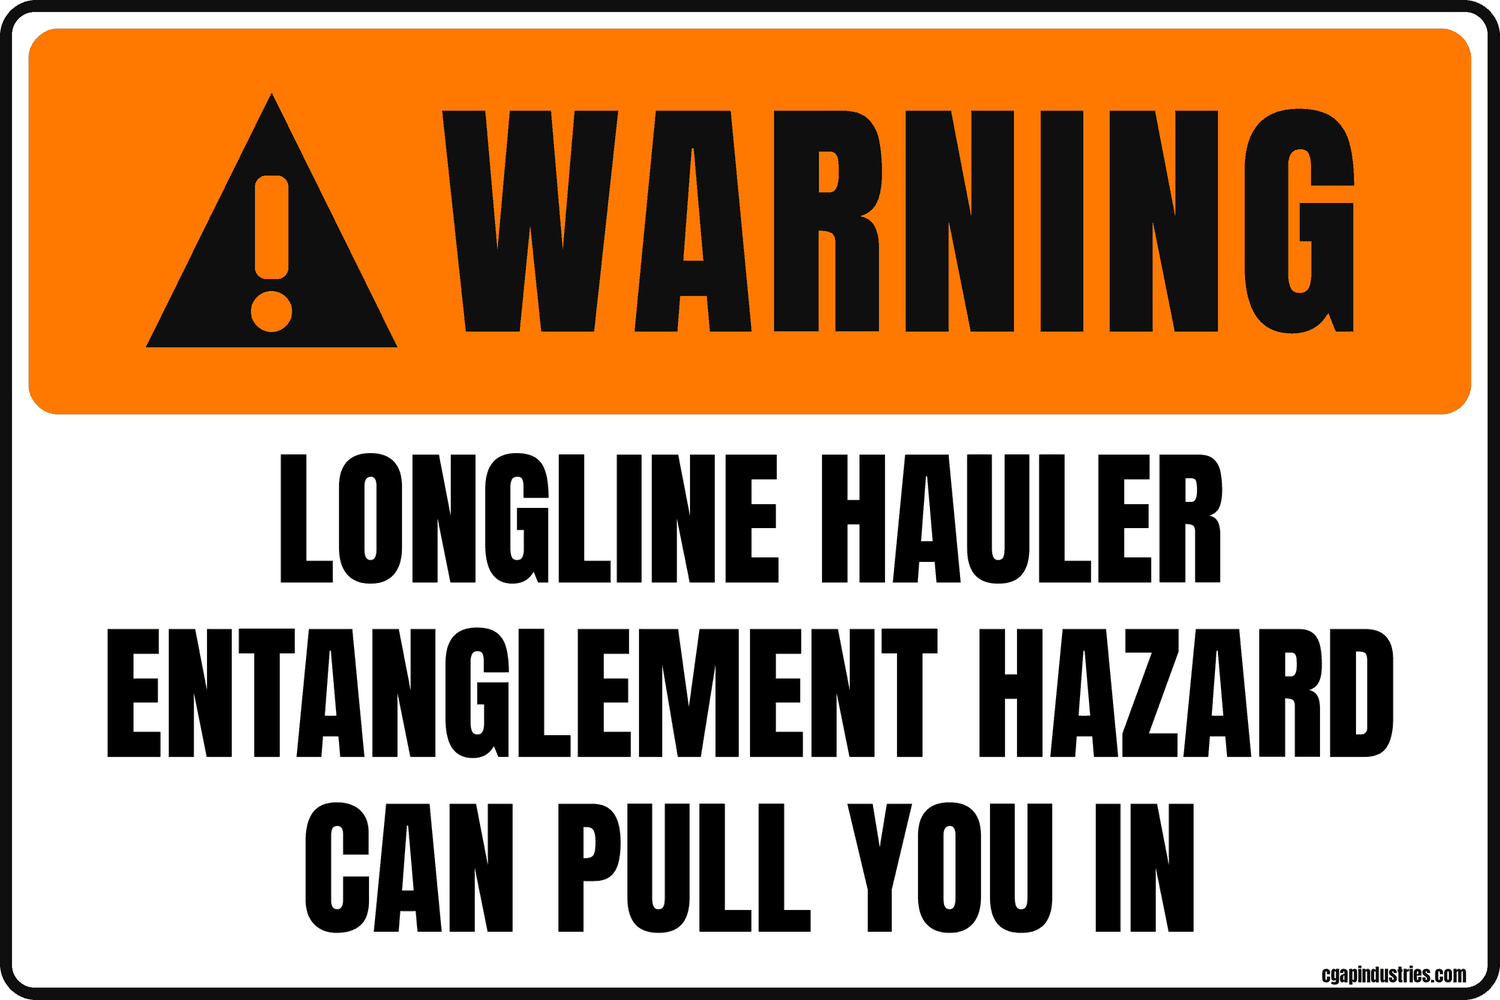 WARNING
LONGLINE HAULER
ENTANGLEMENT HAZARD
CAN PULL YOU IN
cgapindustries.com